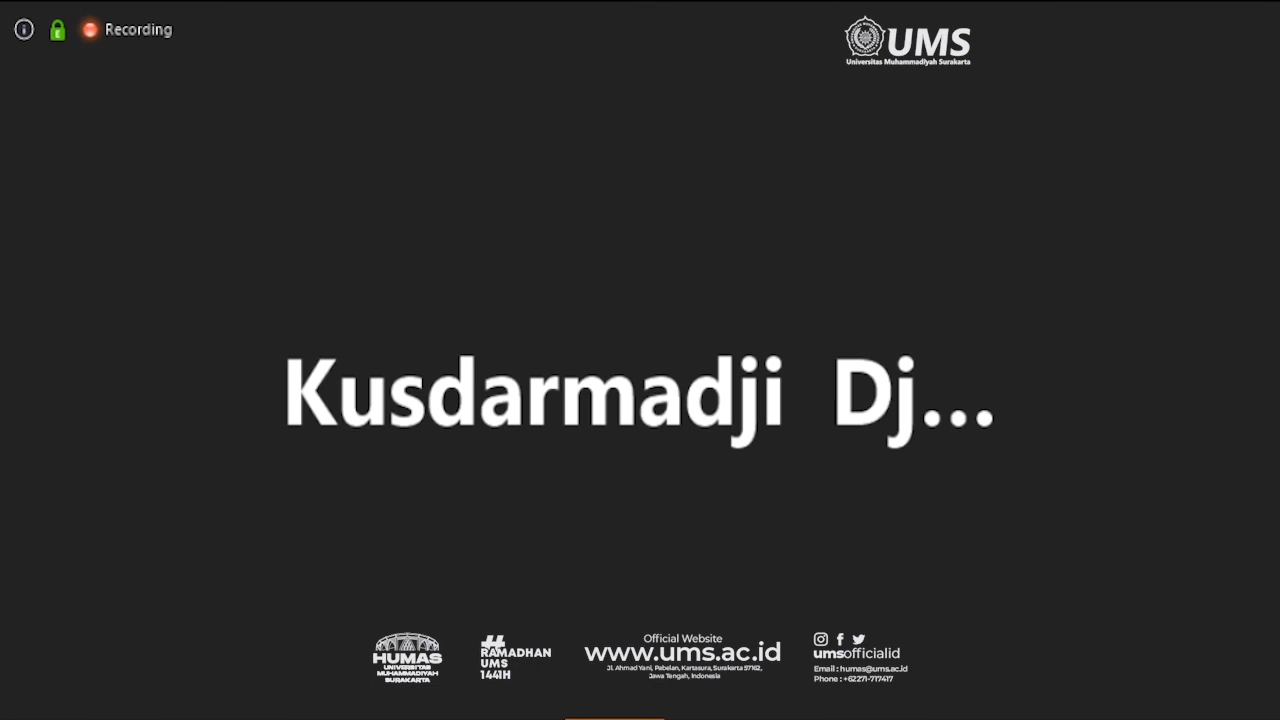 Recording
UMS
Universitas Muhammadiyah Surakarta
Kusdarmadji Dj...
HUMAS
UNIVERSITAS
MUHAMMADIYAH
SURAKARTA
#
RAMADHAN
UMS
1441H
Official Website
www.ums.ac.id
Jl. Ahmad Yani, Pabelan, Kartasura, Surakarta 57162,
Jawa Tengah, Indonesia
umsofficialid
Email : humas@ums.ac.id
Phone : +62271-717417